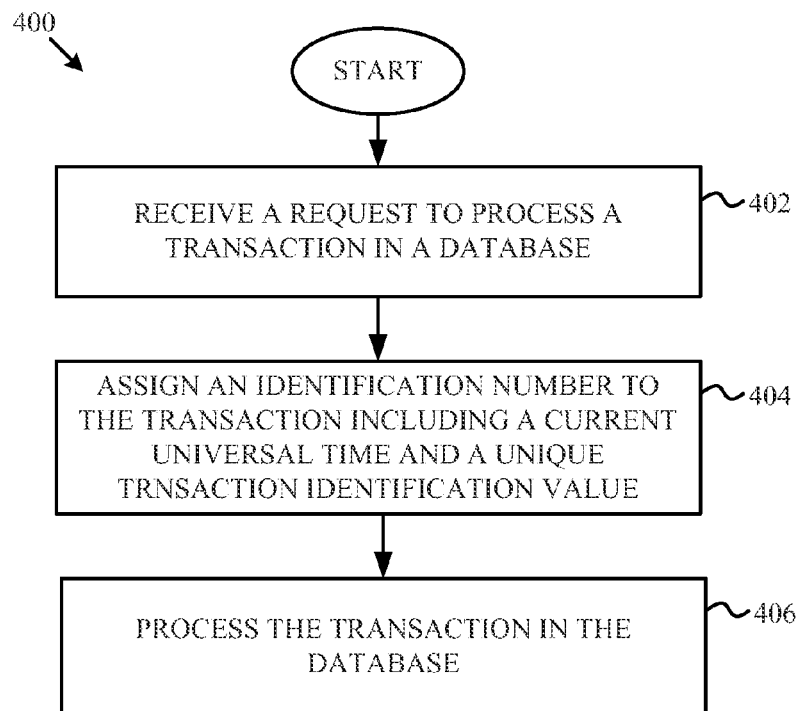 400
START
RECEIVE A REQUEST TO PROCESS A
TRANSACTION IN A DATABASE
402
ASSIGN AN IDENTIFICATION NUMBER TO
THE TRANSACTION INCLUDING A CURRENT
UNIVERSAL TIME AND A UNIQUE
TRNSACTION IDENTIFICATION VALUE
404
PROCESS THE TRANSACTION IN THE
DATABASE
406